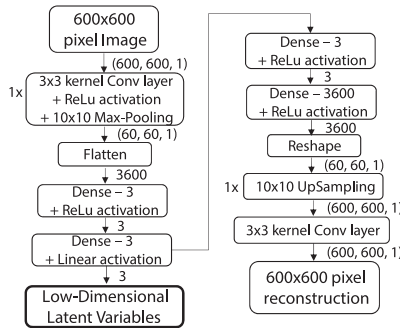 600x600
pixel Image
(600, 600, 1)
1x
3x3 kernel Conv layer
+ ReLu activation
+ 10x10 Max-Pooling
(60, 60, 1)
Flatten
3600
Dense – 3
+ ReLu activation
3
Dense – 3
+ Linear activation
3
Low-Dimensional
Latent Variables
Dense – 3
+ ReLu activation
3
Dense – 3600
+ ReLu activation
3600
Reshape
(60, 60, 1)
1x
10x10 UpSampling
(600, 600, 1)
3x3 kernel Conv layer
(600, 600, 1)
600x600 pixel
reconstruction